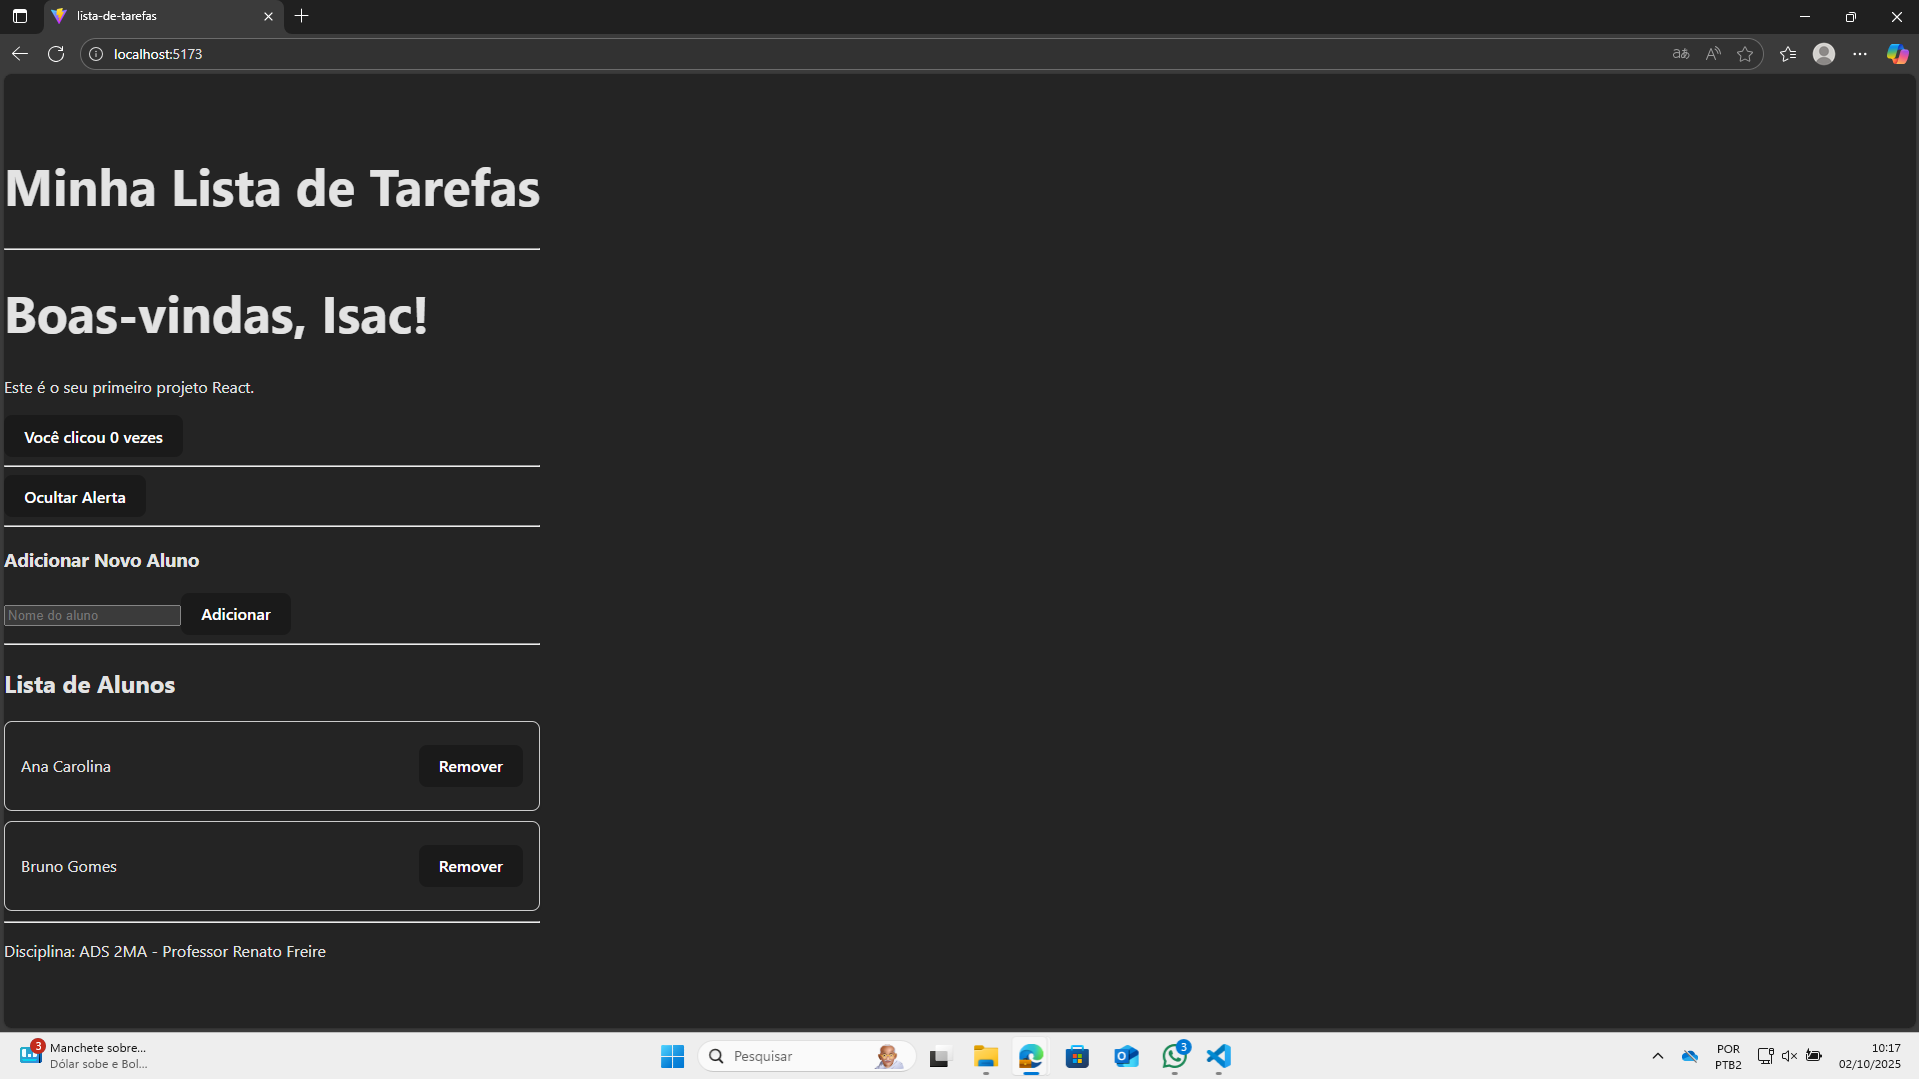 lista-de-tarefas
localhost:5173
Minha Lista de Tarefas
Boas-vindas, Isac!
Este é o seu primeiro projeto React.
Você clicou 0 vezes
Ocultar Alerta
Adicionar Novo Aluno
Nome do aluno
Adicionar
Lista de Alunos
Ana Carolina
Remover
Bruno Gomes
Remover
Disciplina: ADS 2MA - Professor Renato Freire
3
Manchete sobre...
Dólar sobe e Bol...
Pesquisar
3
POR
PTB2
10:17
02/10/2025